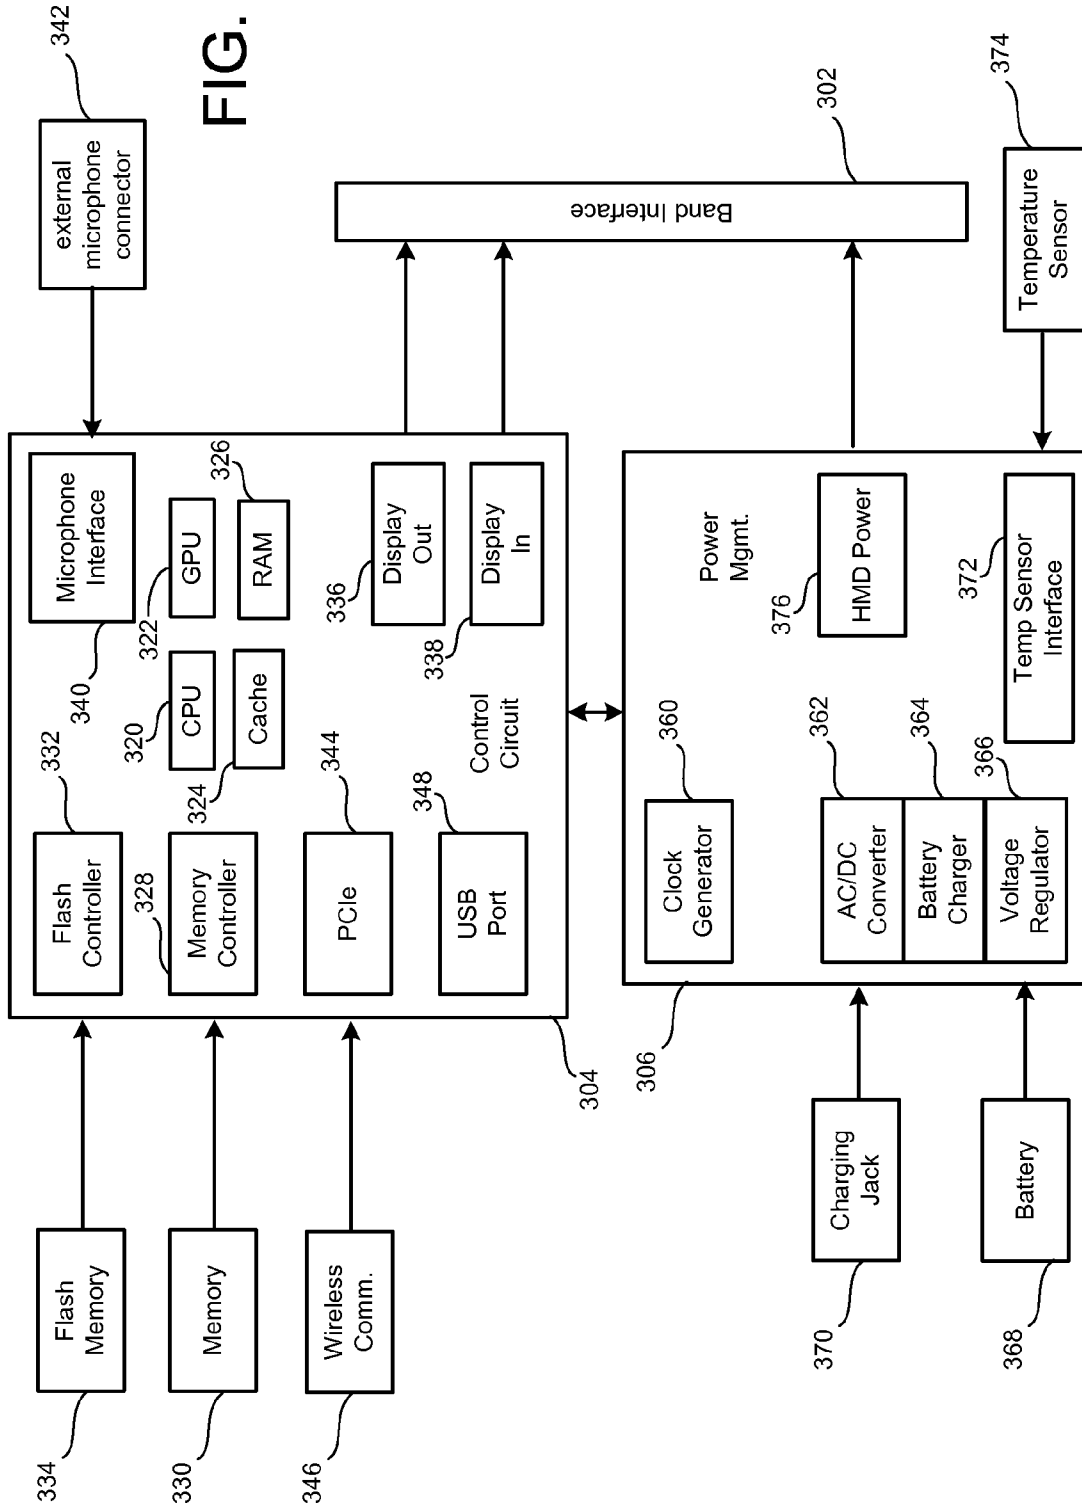 334
Flash
Memory
330
Memory
346
Wireless
Comm.
332
Flash
Controller
328
Memory
Controller
344
PCIe
348
USB
Port
340
Microphone
Interface
320
CPU
322
GPU
324
Cache
326
RAM
336
Display
Out
338
Display
In
Control
Circuit
304
342
external
microphone
connector
FIG.
302
Band Interface
306
360
Clock
Generator
362
AC/DC
Converter
364
Battery
Charger
366
Voltage
Regulator
Power
Mgmt.
376
HMD Power
372
Temp Sensor
Interface
370
Charging
Jack
368
Battery
374
Temperature
Sensor